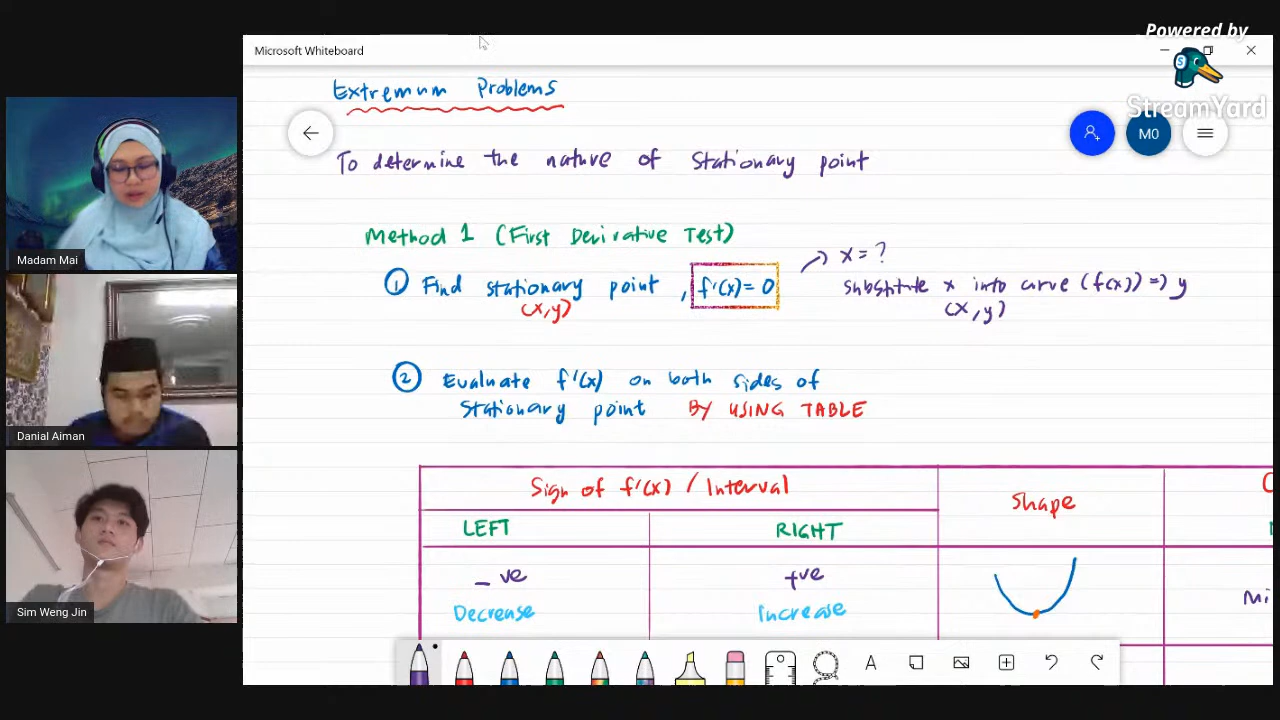 Powered by
StreamYard
Microsoft Whiteboard
M0
Extremum Problems
To determine the nature of stationary point
Method 1 (First Derivative Test)
① Find stationary point, f'(x)=0
(x,y)
x=?
substitute x into curve (f(x)) => y
(x,y)
② Evaluate f'(x) on both sides of
stationary point BY USING TABLE
Sign of f'(x) / Interval
Shape
LEFT
RIGHT
-ve
+ve
Decrease
Increase
Mi
A
Madam Mai
Danial Aiman
Sim Weng Jin